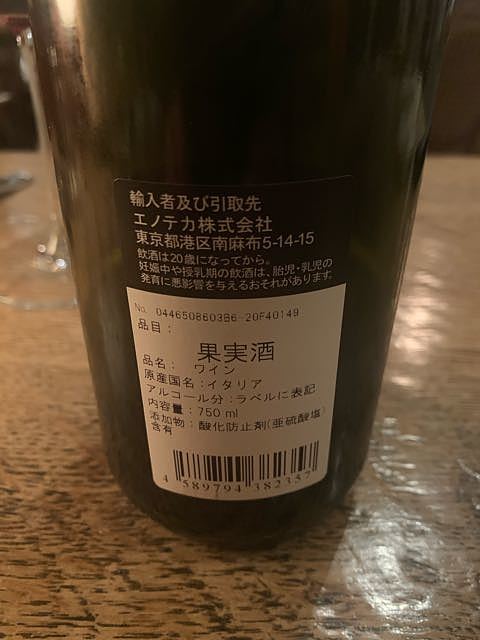 輸入者及び引取先
エノテカ株式会社
東京都港区南麻布5-14-15
飲酒は20歳になってから。
妊娠中や授乳期の飲酒は、胎児・乳児の
発育に悪影響を与えるおそれがあります。
No. 0446508603B6-20F40149
品目：
果実酒
品名： ワイン
原産国名：イタリア
アルコール分：ラベルに表記
内容量：750 ml
添加物：酸化防止剤(亜硫酸塩)
含有
4 589794 382357